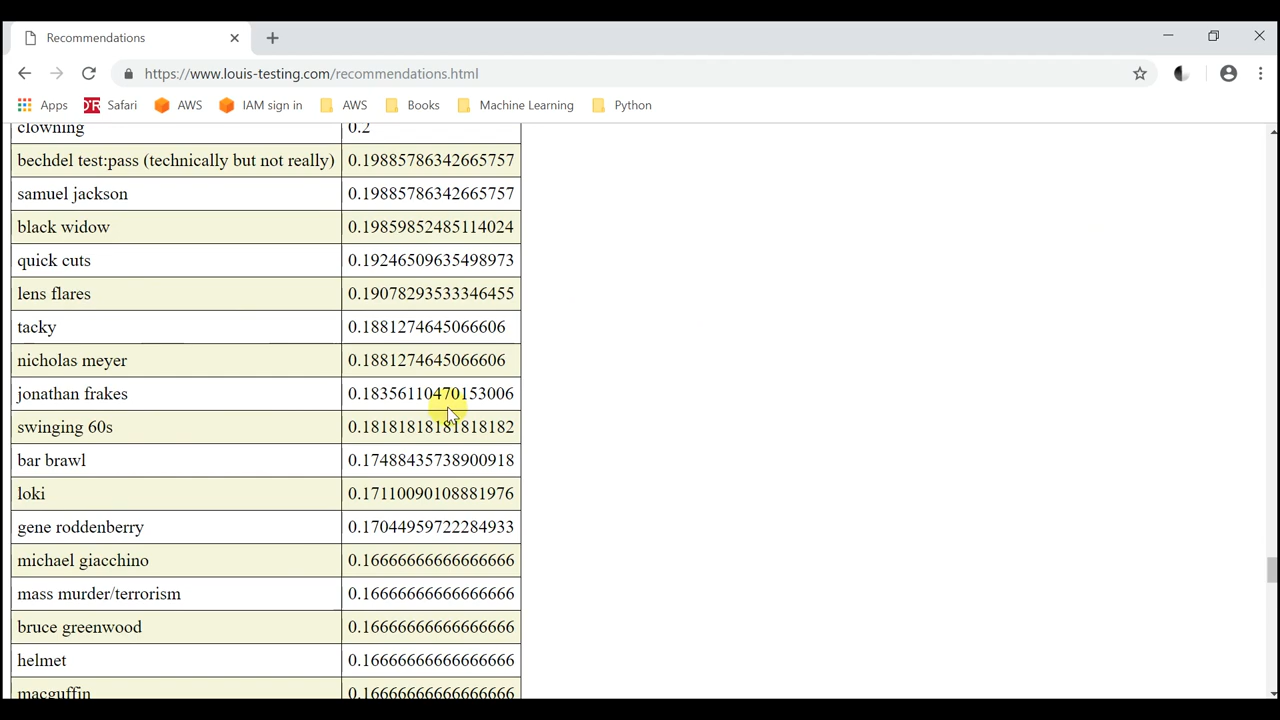 Recommendations
https://www.louis-testing.com/recommendations.html
Apps Safari AWS IAM sign in AWS Books Machine Learning Python
clowning 0.2
bechdel test:pass (technically but not really) 0.19885786342665757
samuel jackson 0.19885786342665757
black widow 0.19859852485114024
quick cuts 0.19246509635498973
lens flares 0.19078293533346455
tacky 0.1881274645066606
nicholas meyer 0.1881274645066606
jonathan frakes 0.18356110470153006
swinging 60s 0.18181818181818182
bar brawl 0.17488435738900918
loki 0.17110090108881976
gene roddenberry 0.17044959722284933
michael giacchino 0.16666666666666666
mass murder/terrorism 0.16666666666666666
bruce greenwood 0.16666666666666666
helmet 0.16666666666666666
macguffin 0.16666666666666666